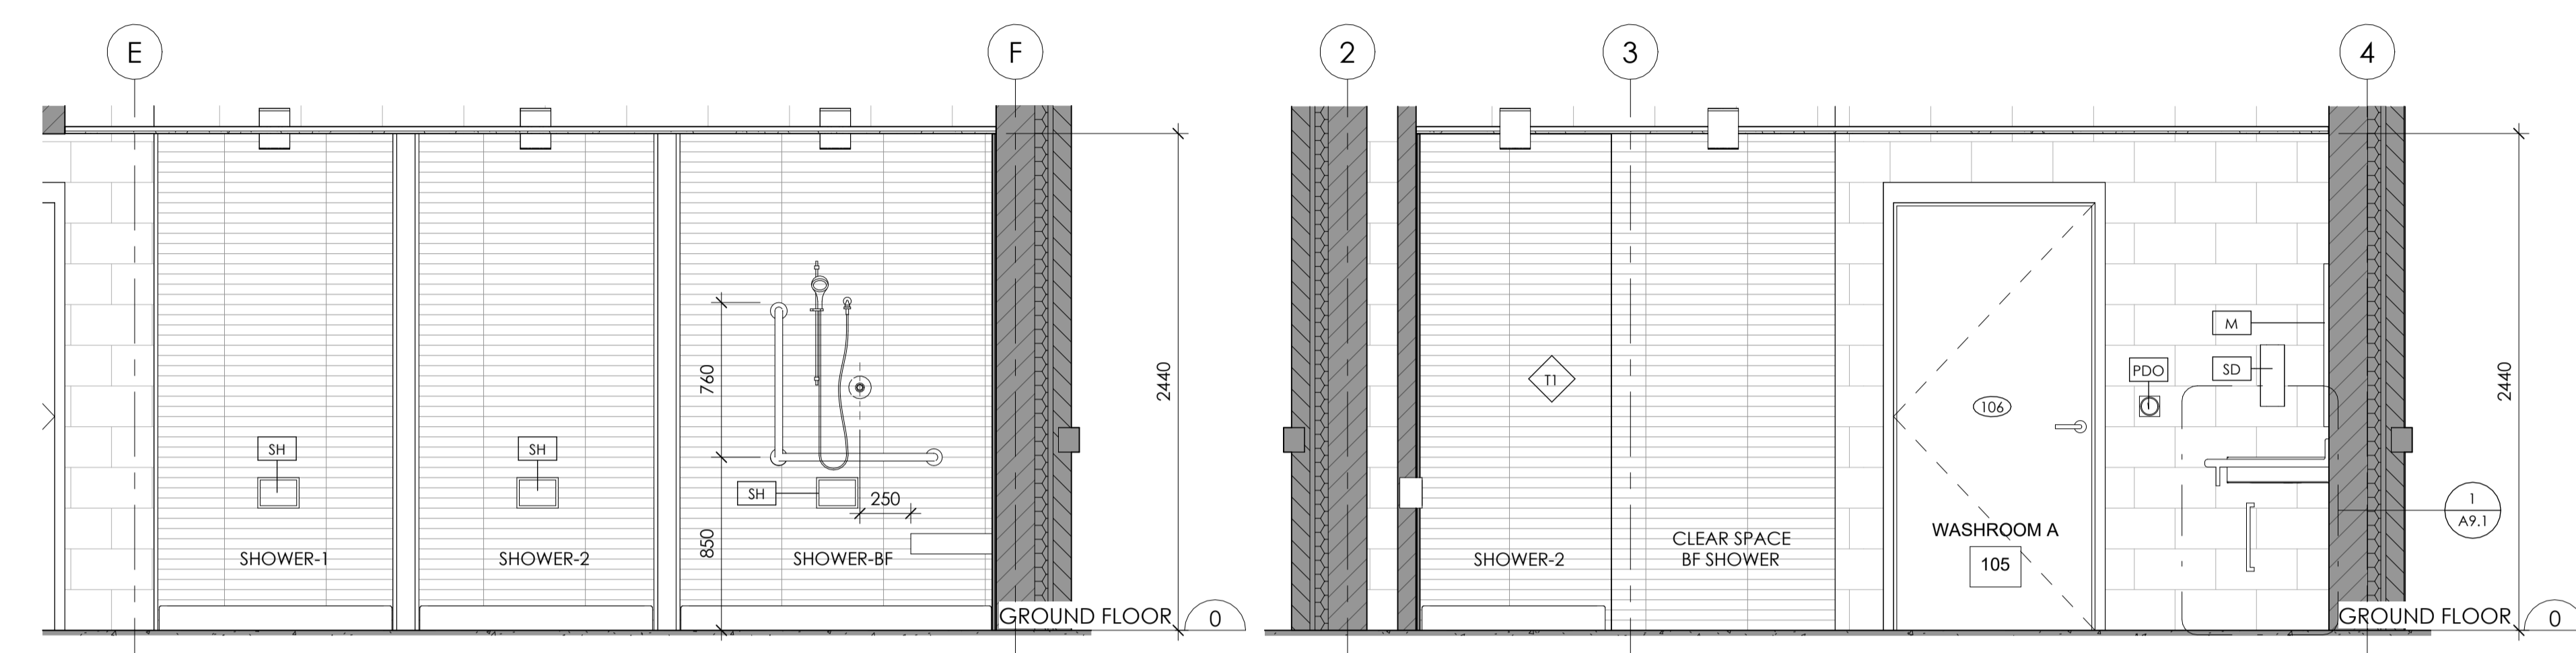 E
F
2
3
4
760
850
250
2440
SH
SH
SH
SHOWER-1
SHOWER-2
SHOWER-BF
GROUND FLOOR
0
T1
SHOWER-2
CLEAR SPACE
BF SHOWER
106
WASHROOM A
105
PDO
M
SD
2440
1
A9.1
GROUND FLOOR
0